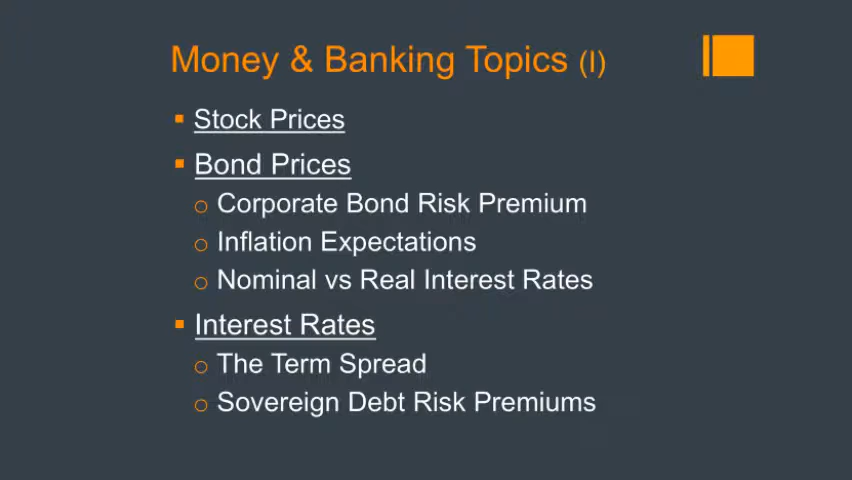 Money & Banking Topics (I)
Stock Prices
Bond Prices
Corporate Bond Risk Premium
Inflation Expectations
Nominal vs Real Interest Rates
Interest Rates
The Term Spread
Sovereign Debt Risk Premiums